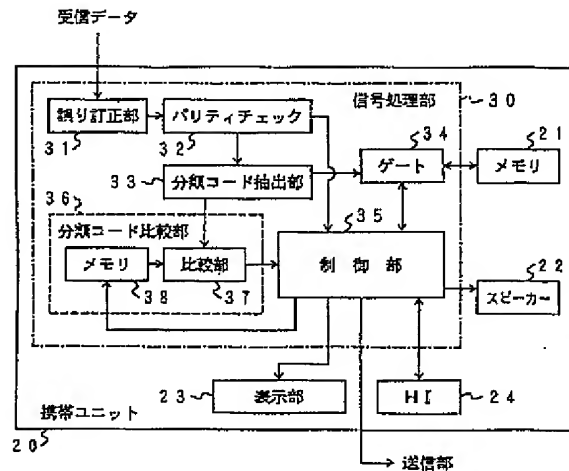 受信データ
信号処理部
30
誤り訂正部
パリティチェック
31
32
34
21
ゲート
メモリ
33
分類コード抽出部
36
35
分類コード比較部
メモリ
比較部
制御部
38
37
22
スピーカー
23
表示部
HI
24
携帯ユニット
20
送信部